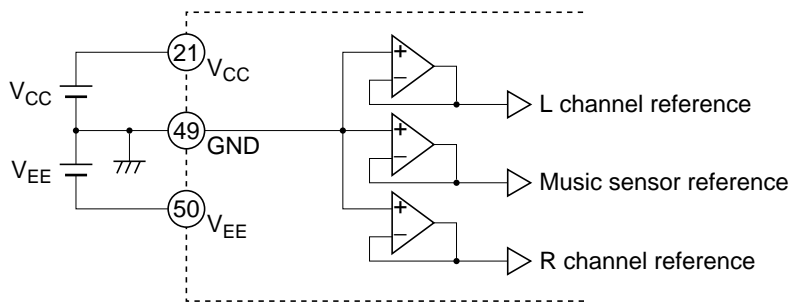 21
V_CC
V_CC
+
−
L channel reference
49
GND
+
−
Music sensor reference
V_EE
50
V_EE
+
−
R channel reference